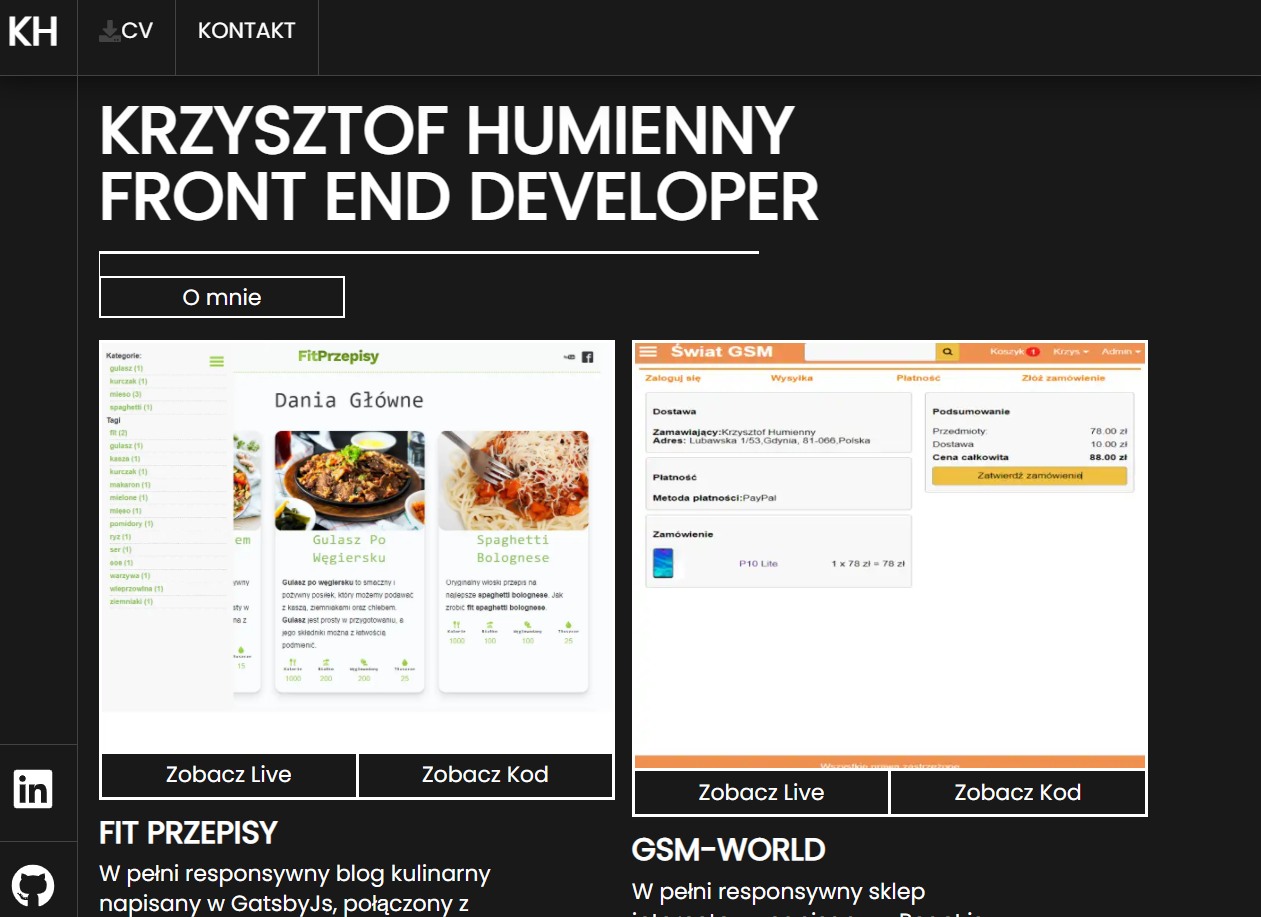 KH
CV
KONTAKT
KRZYSZTOF HUMIENNY
FRONT END DEVELOPER
O mnie
Kategorie:
gulasz (1)
kurczak (1)
mieso (3)
spaghetti (1)
Tagi
fit (2)
gulasz (1)
kasza (1)
kurczak (1)
makaron (1)
mielone (1)
mięso (1)
pomidory (1)
ryz (1)
ser (1)
sos (1)
warzywa (1)
wieprzowina (1)
ziemniaki (1)
FitPrzepisy
Dania Główne
em
ywny
sty w
na z
15
Gulasz Po
Węgiersku
Gulasz po węgiersku to smaczny i
pożywny posiłek, który możemy podawać
z kaszą, ziemniakami oraz chlebem.
Gulasz jest prosty w przygotowaniu, a
jego składniki można z łatwością
podmienić.
Kalorie Białko Węglowodany Tłuszcze
1000 200 200 25
Spaghetti
Bolognese
Oryginalny włoski przepis na
najlepsze spaghetti bolognese. Jak
zrobić fit spaghetti bolognese.
Kalorie Białko Węglowodany Tłuszcze
1000 100 100 25
Zobacz Live
Zobacz Kod
FIT PRZEPISY
W pełni responsywny blog kulinarny
napisany w GatsbyJs, połączony z
Świat GSM
Koszyk 1 Krzys Admin
Zaloguj się Wysyłka Płatność Złóż zamówienie
Dostawa
Zamawiający:Krzysztof Humienny
Adres: Lubawska 1/53,Gdynia, 81-066,Polska
Płatność
Metoda płatności:PayPal
Zamówienie
P10 Lite 1 x 78 zł = 78 zł
Podsumowanie
Przedmioty: 78.00 zł
Dostawa 10.00 zł
Cena całkowita 88.00 zł
Zatwierdź zamówienie
Wszystkie prawa zastrzeżone
Zobacz Live
Zobacz Kod
GSM-WORLD
W pełni responsywny sklep